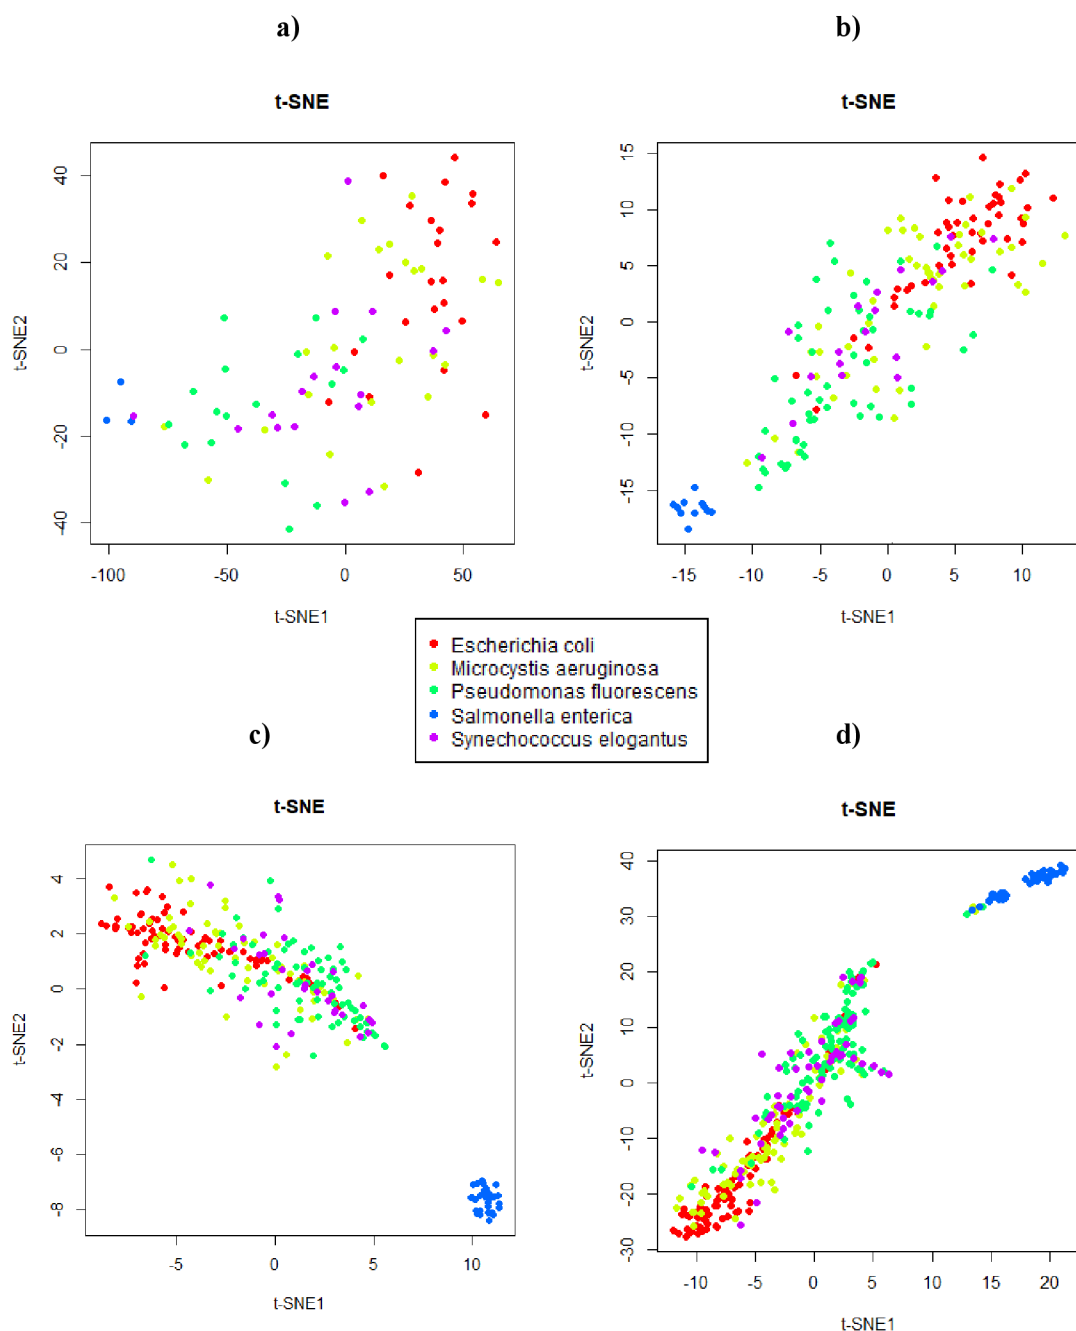 a)
b)
t-SNE
t-SNE
40
20
0
-20
-40
t-SNE2
-100
-50
0
50
t-SNE1
15
10
5
0
-5
-10
-15
t-SNE2
-15
-10
-5
0
5
10
t-SNE1
Escherichia coli
Microcystis aeruginosa
Pseudomonas fluorescens
Salmonella enterica
Synechococcus elogantus
c)
d)
t-SNE
t-SNE
4
2
0
-2
-4
-6
-8
t-SNE2
-5
0
5
10
t-SNE1
40
30
20
10
0
-10
-20
-30
t-SNE2
-10
-5
0
5
10
15
20
t-SNE1